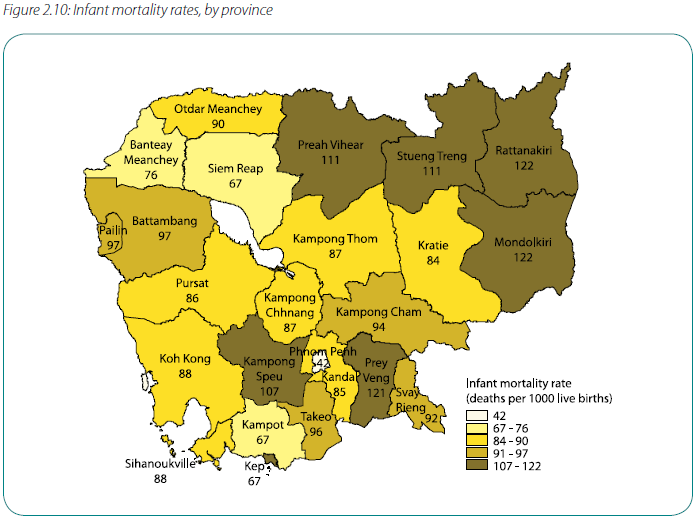 Figure 2.10: Infant mortality rates, by province
Otdar Meanchey
90
Banteay
Meanchey
76
Siem Reap
67
Preah Vihear
111
Stueng Treng
111
Rattanakiri
122
Battambang
97
Pailin
97
Kampong Thom
87
Kratie
84
Mondolkiri
122
Pursat
86
Kampong
Chhnang
87
Kampong Cham
94
Koh Kong
88
Kampong
Speu
107
Phnom Penh
42
Kandal
85
Prey
Veng
121
Svay
Rieng
92
Takeo
96
Kampot
67
Sihanoukville
88
Kep
67
Infant mortality rate
(deaths per 1000 live births)
42
67 - 76
84 - 90
91 - 97
107 - 122